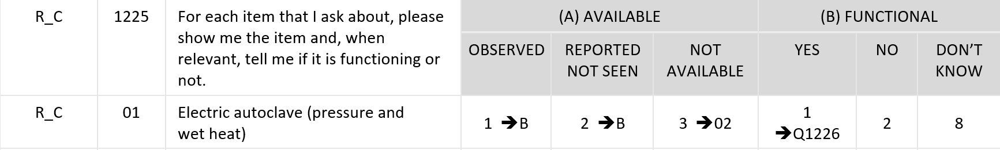 R_C 1225 For each item that I ask about, please
show me the item and, when
relevant, tell me if it is functioning or
not.
(A) AVAILABLE (B) FUNCTIONAL
OBSERVED REPORTED NOT SEEN NOT AVAILABLE YES NO DON’T KNOW
R_C 01 Electric autoclave (pressure and
wet heat)
1 ➔B 2 ➔B 3 ➔02 1 ➔Q1226 2 8